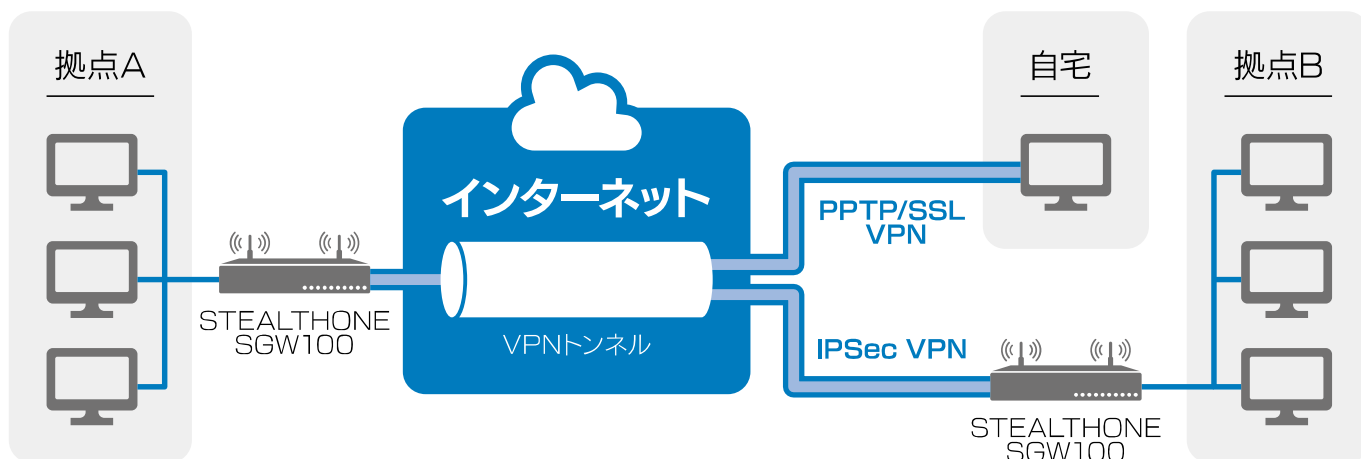 拠点A
STEALTHONE
SGW100
インターネット
VPNトンネル
PPTP/SSL
VPN
IPSec VPN
自宅
STEALTHONE
SGW100
拠点B